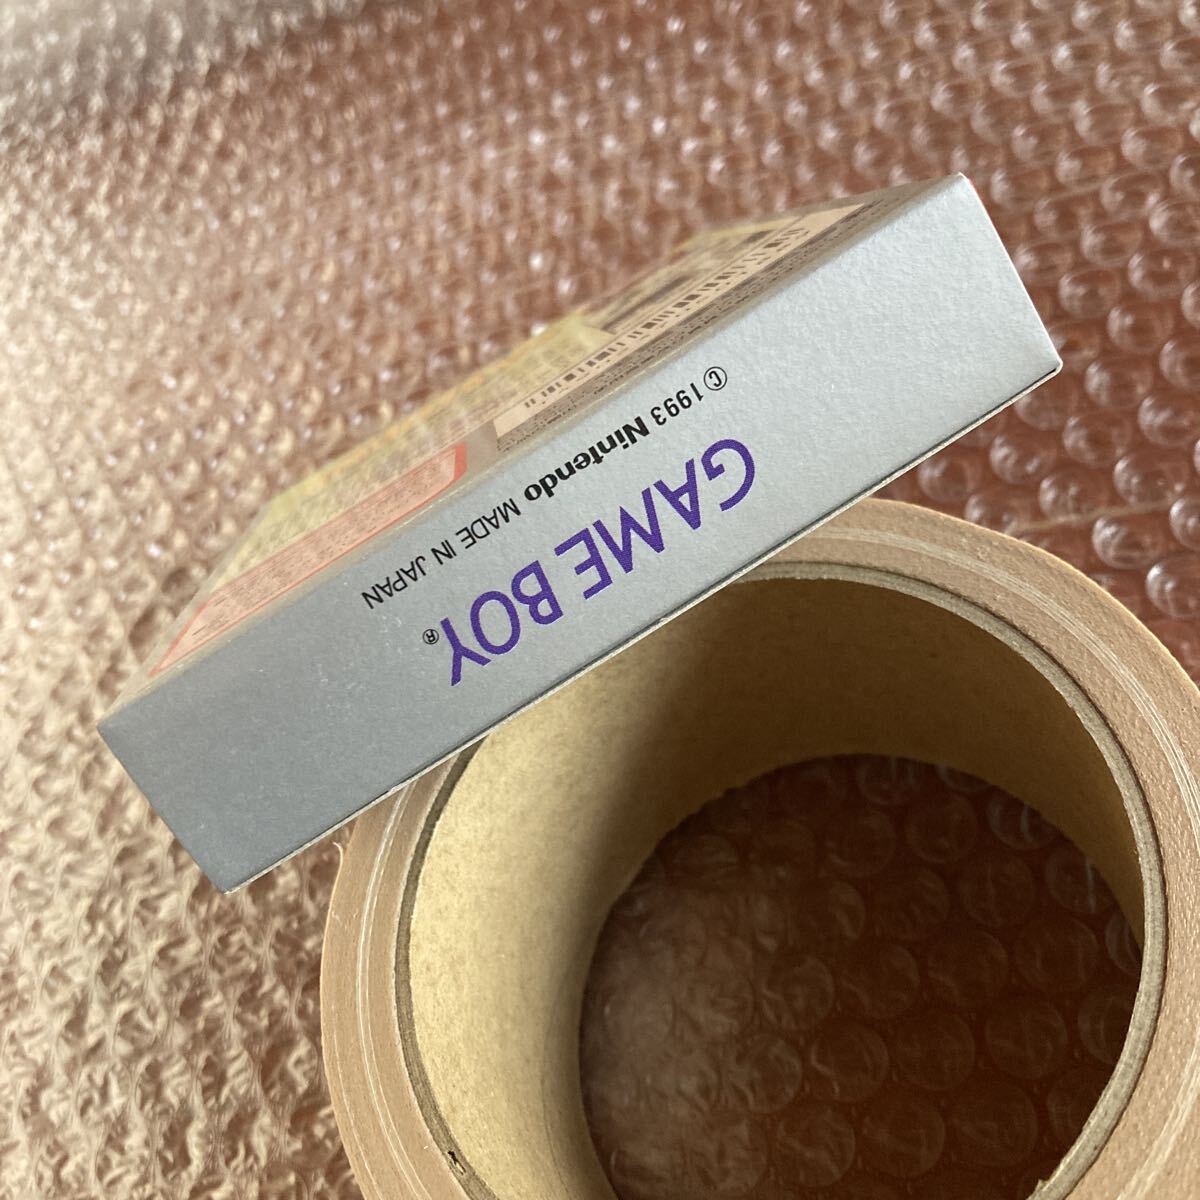 GAME BOY®
©1993 Nintendo MADE IN JAPAN